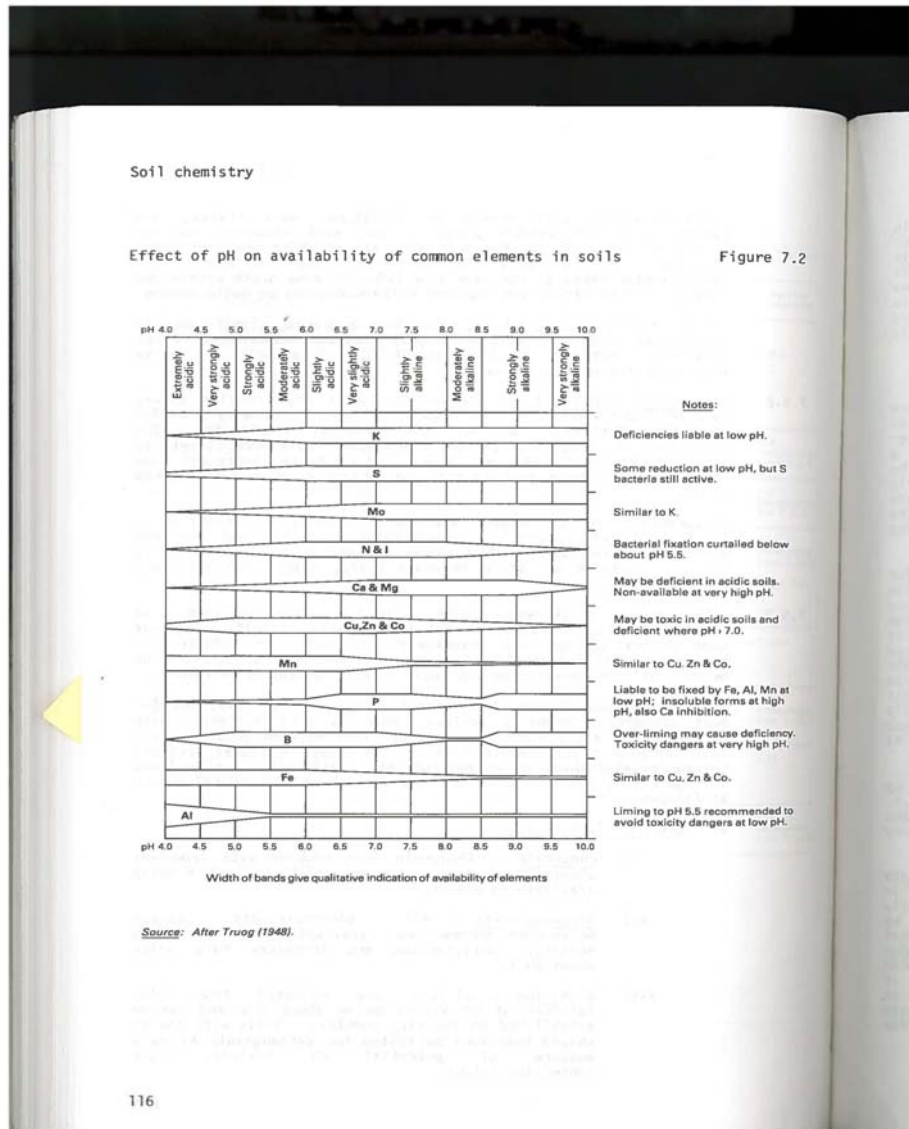 Soil chemistry
Effect of pH on availability of common elements in soils Figure 7.2
pH 4.0 4.5 5.0 5.5 6.0 6.5 7.0 7.5 8.0 8.5 9.0 9.5 10.0
Extremely acidic
Very strongly acidic
Strongly acidic
Moderately acidic
Slightly acidic
Very slightly acidic
Slightly alkaline
Moderately alkaline
Strongly alkaline
Very strongly alkaline
Notes:
K
Deficiencies liable at low pH.
S
Some reduction at low pH, but S
bacteria still active.
Mo
Similar to K.
N & I
Bacterial fixation curtailed below
about pH 5.5.
Ca & Mg
May be deficient in acidic soils.
Non-available at very high pH.
Cu,Zn & Co
May be toxic in acidic soils and
deficient where pH › 7.0.
Mn
Similar to Cu. Zn & Co.
P
Liable to be fixed by Fe, Al, Mn at
low pH; insoluble forms at high
pH, also Ca inhibition.
B
Over-liming may cause deficiency.
Toxicity dangers at very high pH.
Fe
Similar to Cu, Zn & Co.
Al
Liming to pH 5.5 recommended to
avoid toxicity dangers at low pH.
pH 4.0 4.5 5.0 5.5 6.0 6.5 7.0 7.5 8.0 8.5 9.0 9.5 10.0
Width of bands give qualitative indication of availability of elements
Source: After Truog (1948).
116